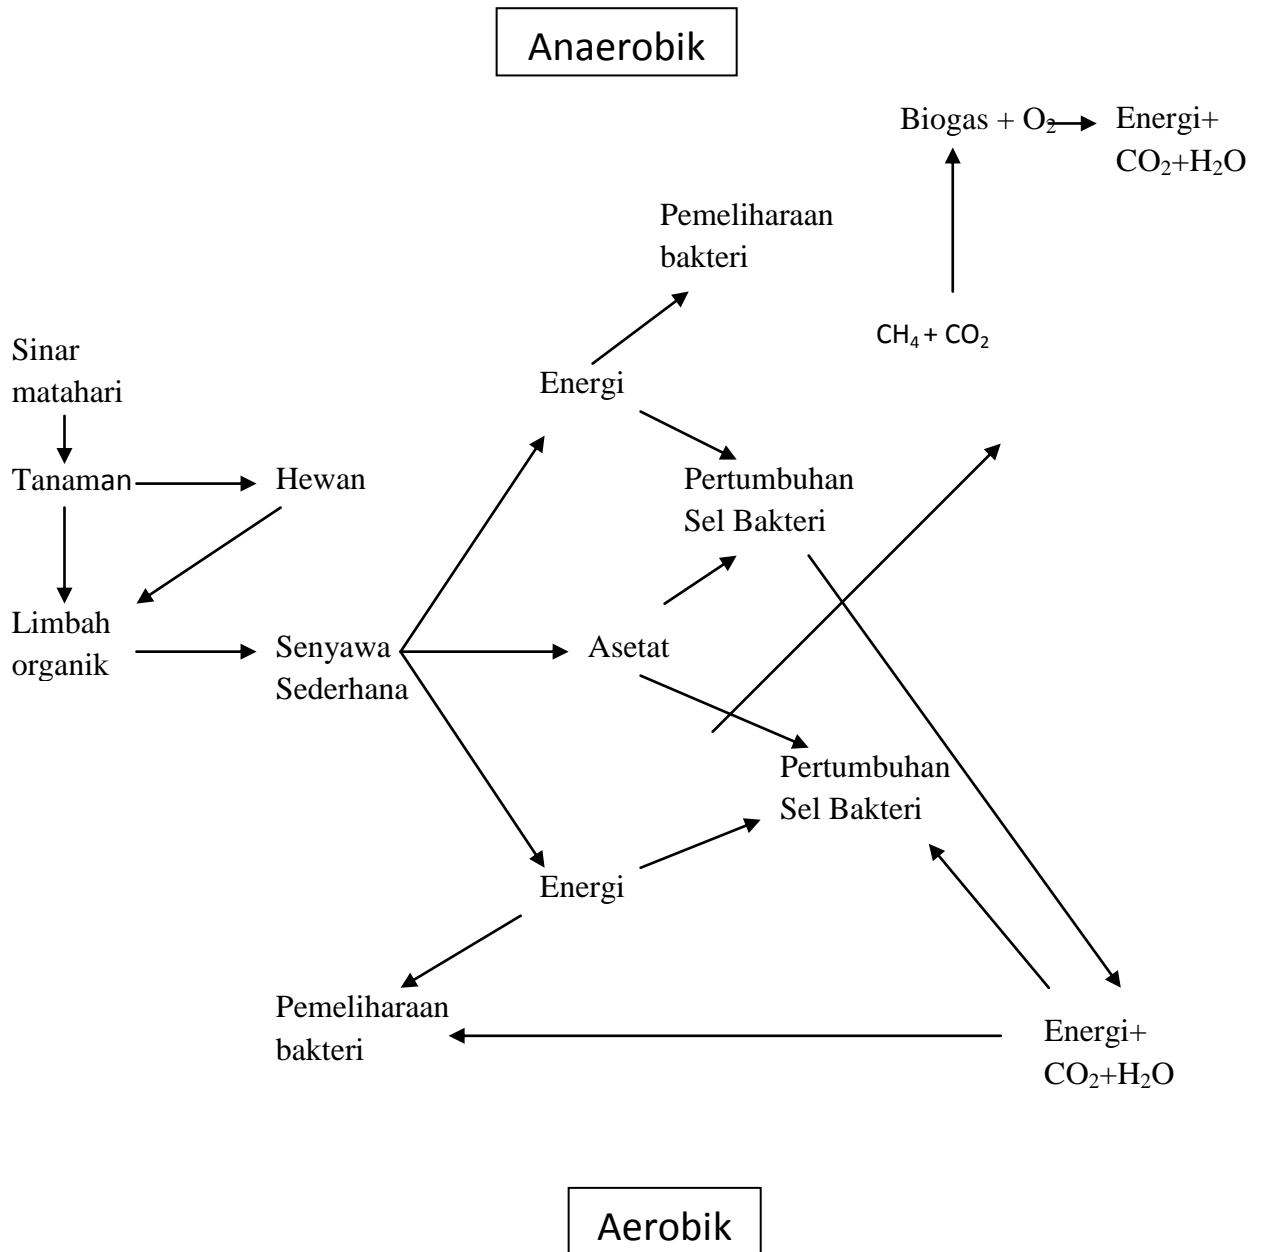 Anaerobik
Biogas + O₂
Energi+
CO₂+H₂O
Pemeliharaan
bakteri
CH₄ + CO₂
Sinar
matahari
Energi
Tanaman
Hewan
Pertumbuhan
Sel Bakteri
Limbah
organik
Senyawa
Sederhana
Asetat
Pertumbuhan
Sel Bakteri
Energi
Pemeliharaan
bakteri
Energi+
CO₂+H₂O
Aerobik